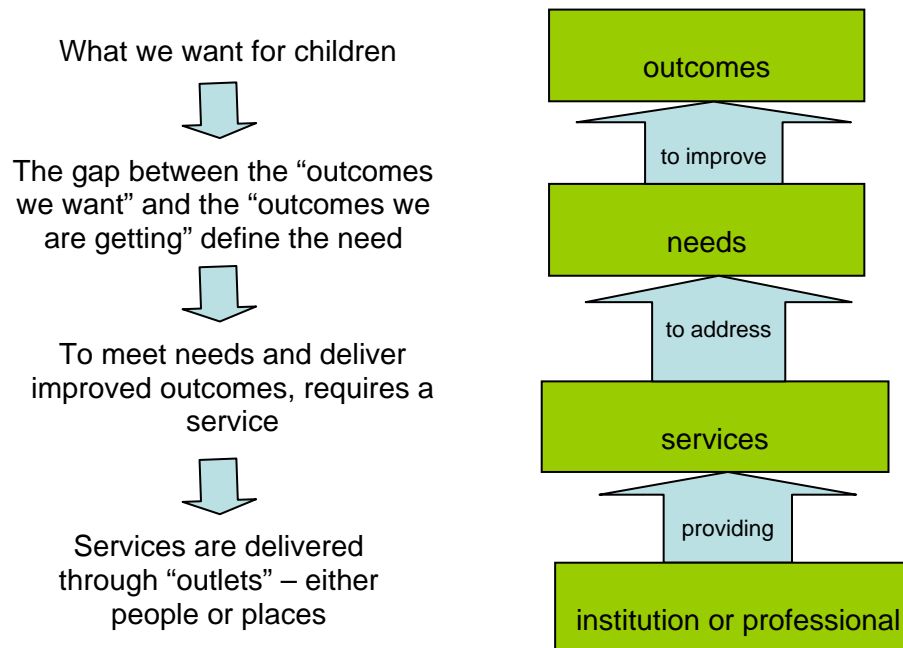 What we want for children
The gap between the “outcomes
we want” and the “outcomes we
are getting” define the need
To meet needs and deliver
improved outcomes, requires a
service
Services are delivered
through “outlets” – either
people or places
outcomes
to improve
needs
to address
services
providing
institution or professional